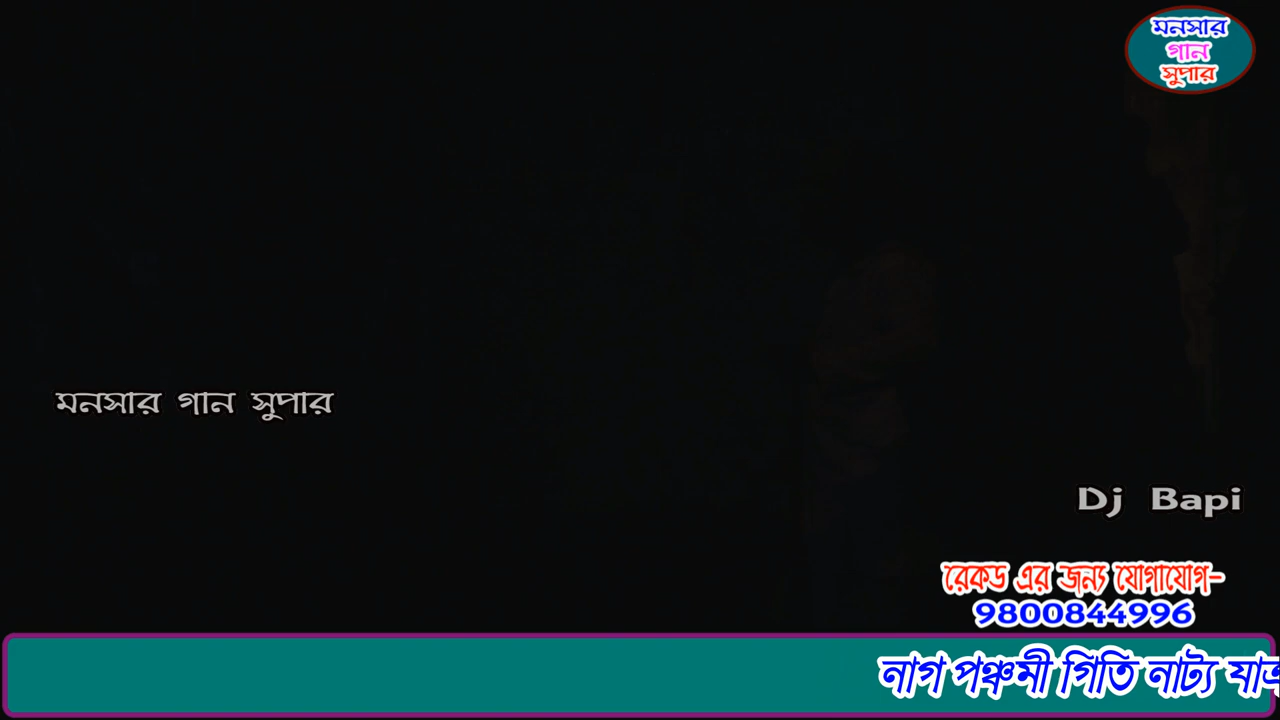 মনসার
গান
সুপার
মনসার গান সুপার
Dj Bapi
রেকড এর জন্য যোগাযোগ-
9800844996
নাগ পঞ্চমী গিতি নাট্য